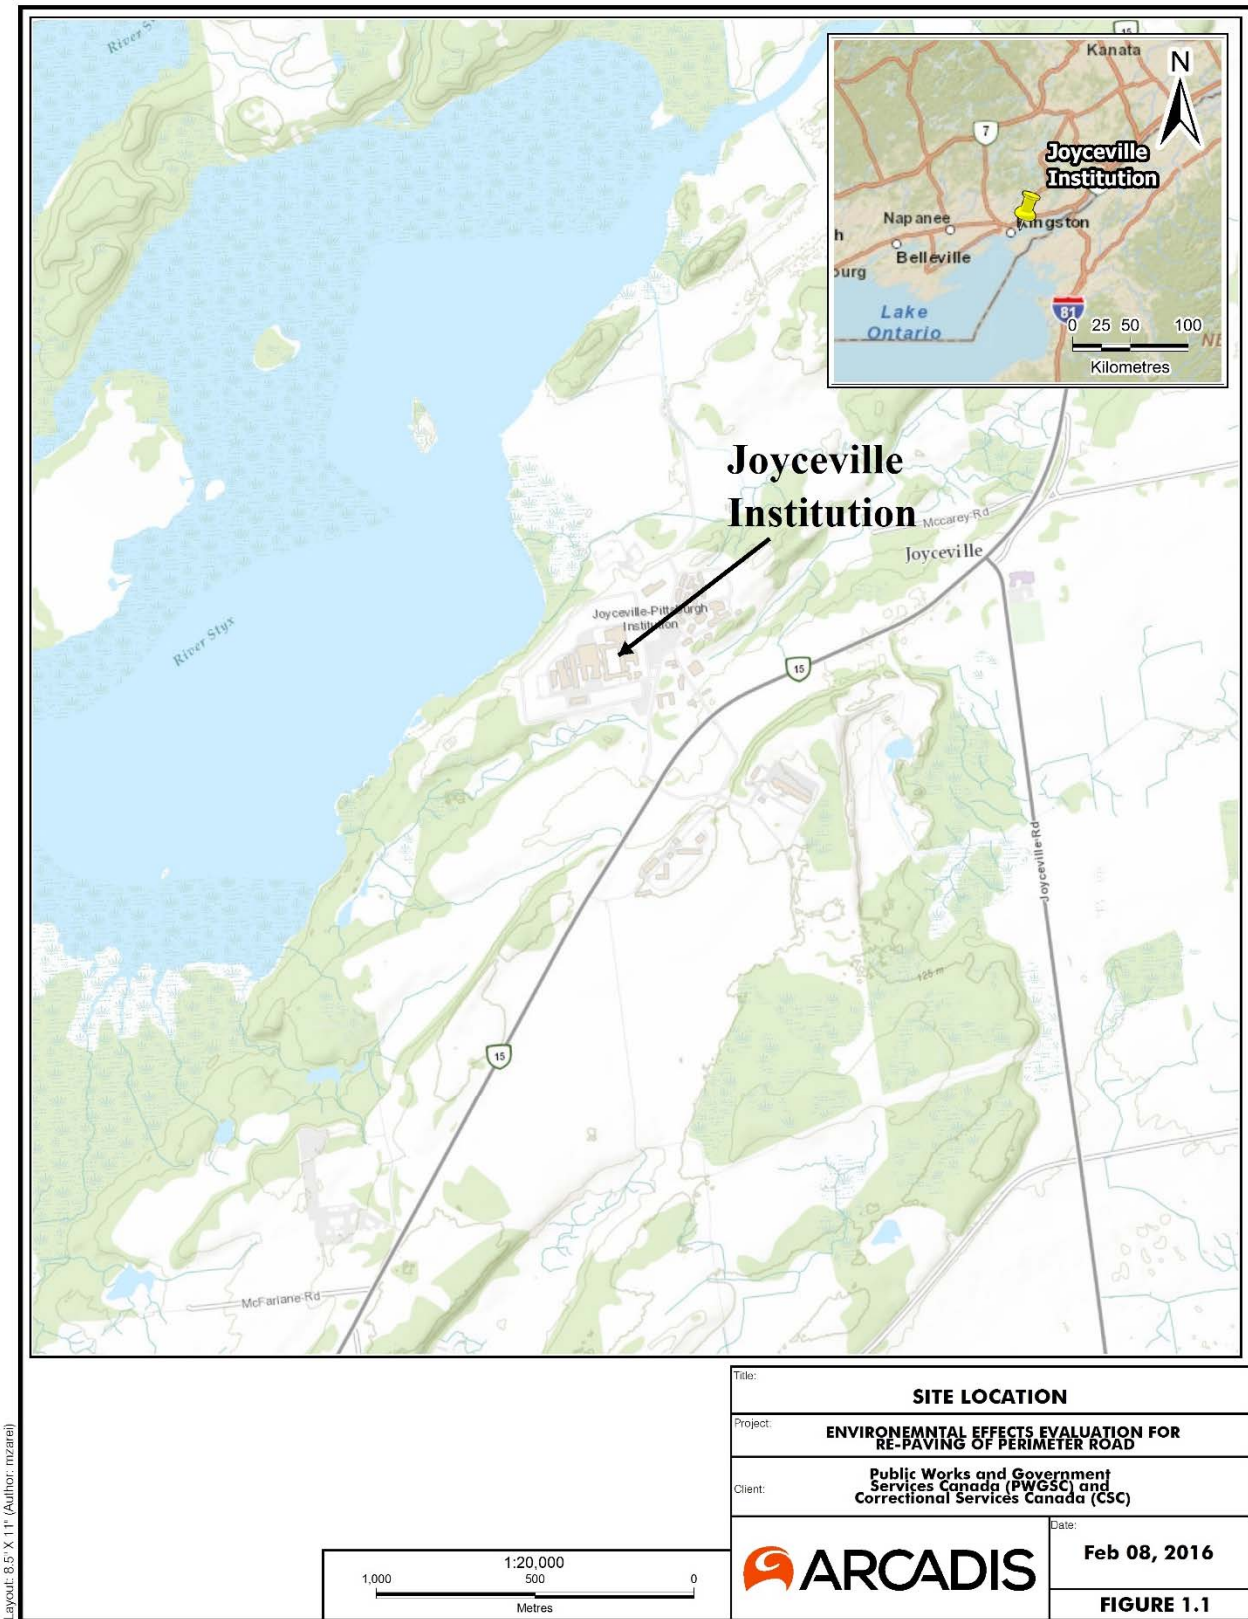 River S
15
Kanata
N
7
Joyceville
Institution
Napanee
Kingston
h
Belleville
ourg
Lake
Ontario
81
0 25 50 100
NE
Kilometres
Joyceville
Institution
Mccarey-Rd
Joyceville
Joyceville-Pittsburgh
Institution
River Styx
15
Joyceville-Rd
125 m
15
McFarlane-Rd
Title:
SITE LOCATION
Project:
ENVIRONEMNTAL EFFECTS EVALUATION FOR
RE-PAVING OF PERIMETER ROAD
Client:
Public Works and Government
Services Canada (PWGSC) and
Correctional Services Canada (CSC)
ARCADIS
Date:
Feb 08, 2016
FIGURE 1.1
1:20,000
1,000 500 0
Metres
Layout: 8.5" X 11" (Author: mzarei)